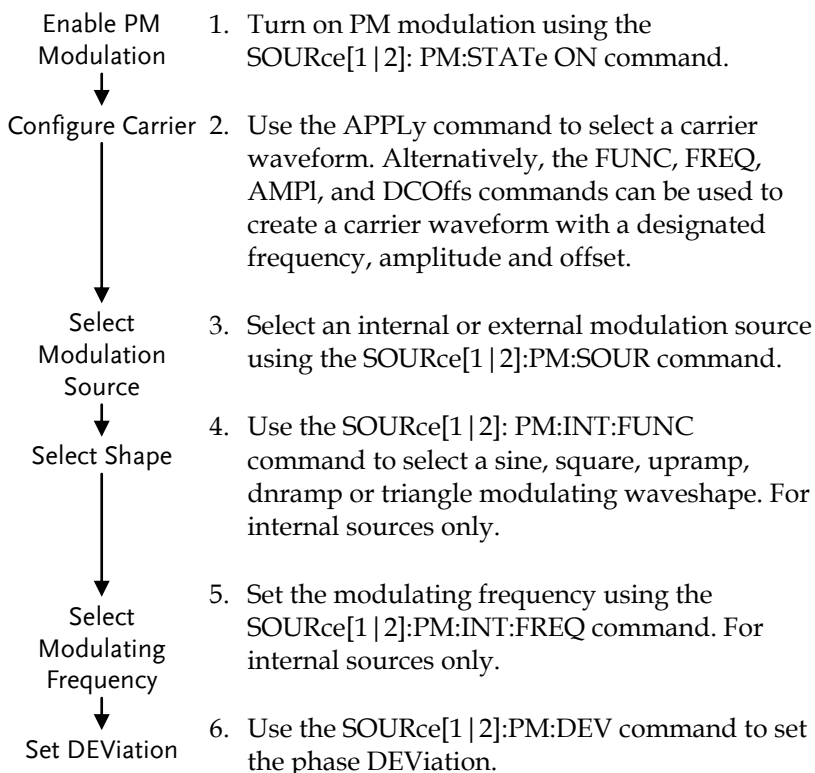 Enable PM
Modulation
1. Turn on PM modulation using the
SOURce[1|2]: PM:STATe ON command.
Configure Carrier
2. Use the APPLy command to select a carrier
waveform. Alternatively, the FUNC, FREQ,
AMPl, and DCOffs commands can be used to
create a carrier waveform with a designated
frequency, amplitude and offset.
Select
Modulation
Source
3. Select an internal or external modulation source
using the SOURce[1|2]:PM:SOUR command.
Select Shape
4. Use the SOURce[1|2]: PM:INT:FUNC
command to select a sine, square, upramp,
dnramp or triangle modulating waveshape. For
internal sources only.
Select
Modulating
Frequency
5. Set the modulating frequency using the
SOURce[1|2]:PM:INT:FREQ command. For
internal sources only.
Set DEViation
6. Use the SOURce[1|2]:PM:DEV command to set
the phase DEViation.